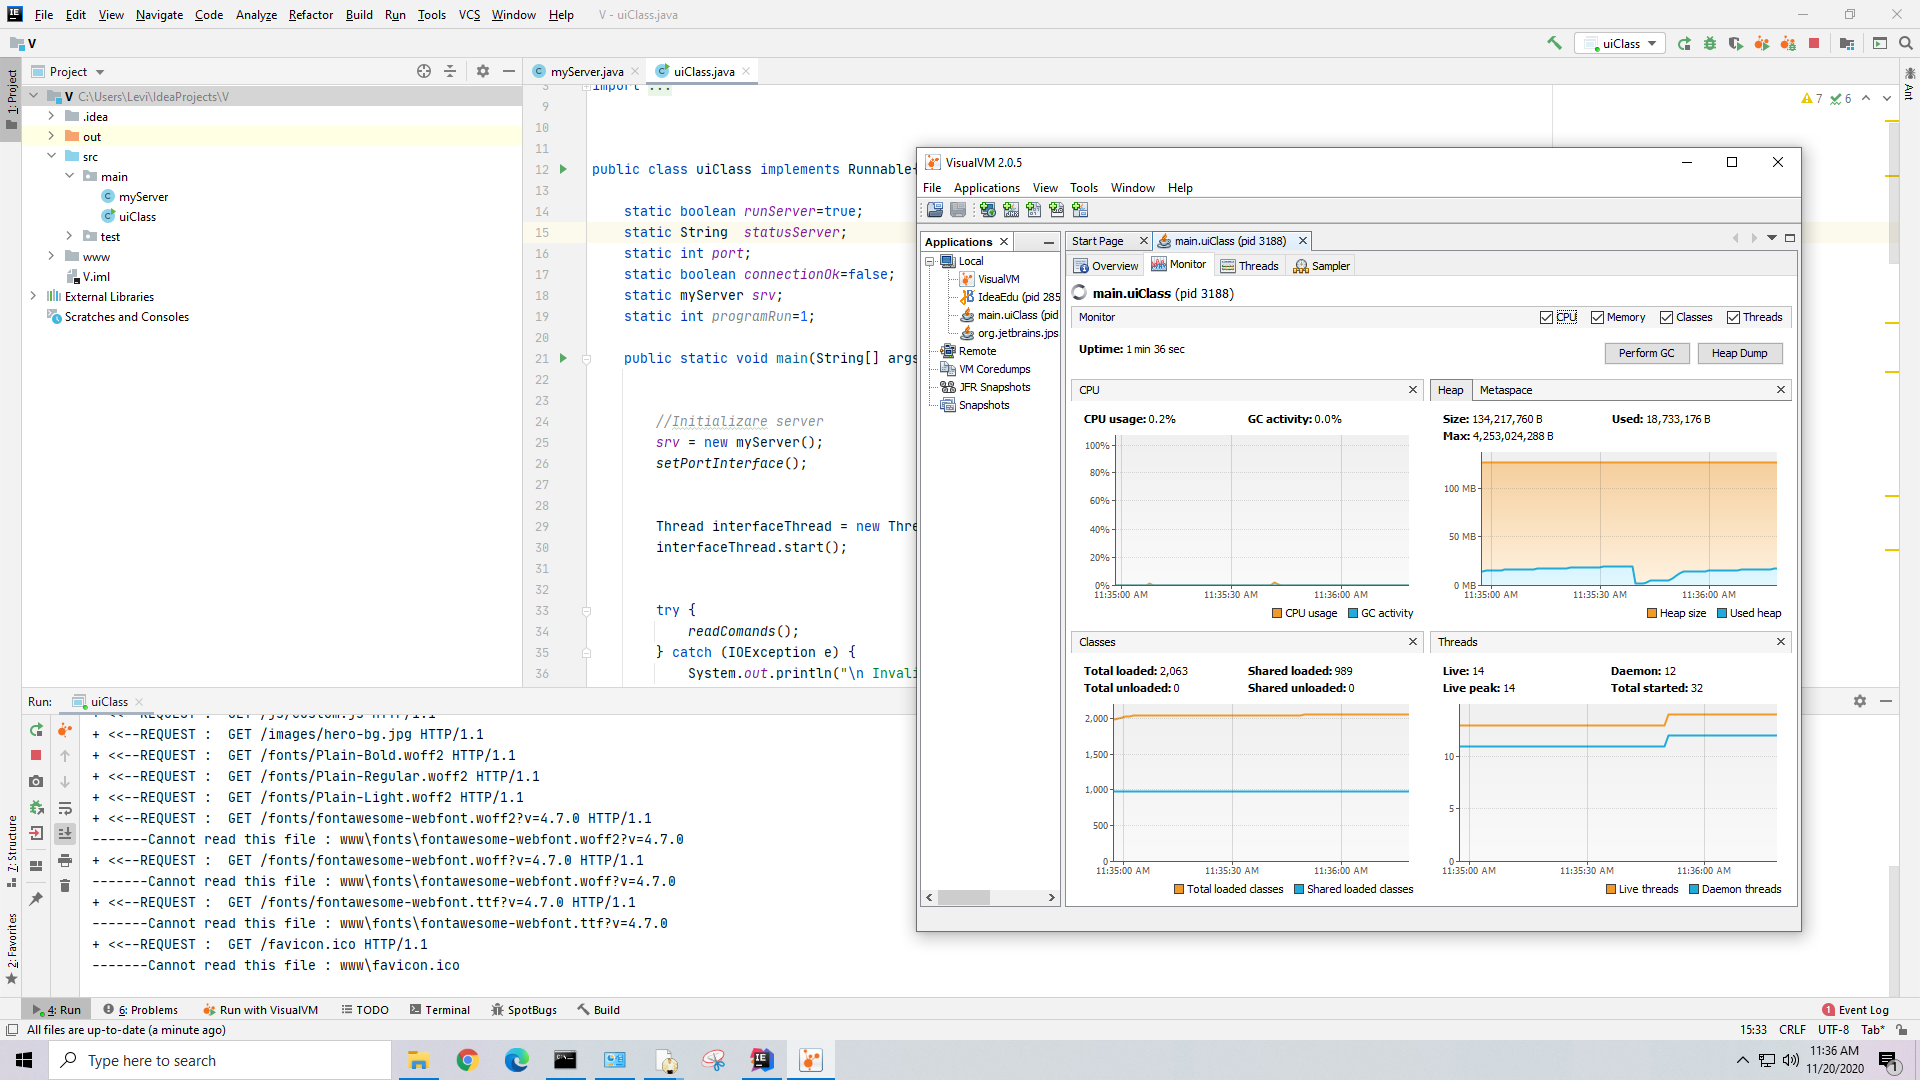 File Edit View Navigate Code Analyze Refactor Build Run Tools VCS Window Help V - uiClass.java
V
uiClass
1: Project
Project
myServer.java
uiClass.java
Ant
V C:\Users\Levi\IdeaProjects\V
.idea
out
src
main
myServer
uiClass
test
www
V.iml
External Libraries
Scratches and Consoles
7 6
3 import ...
9
10
11
12 public class uiClass implements Runnable{
13
14 static boolean runServer=true;
15 static String statusServer;
16 static int port;
17 static boolean connectionOk=false;
18 static myServer srv;
19 static int programRun=1;
20
21 public static void main(String[] args
22
23
24 //Initializare server
25 srv = new myServer();
26 setPortInterface();
27
28
29 Thread interfaceThread = new Thre
30 interfaceThread.start();
31
32
33 try {
34 readComands();
35 } catch (IOException e) {
36 System.out.println("\n Invali
VisualVM 2.0.5
File Applications View Tools Window Help
Applications
Local
VisualVM
IdeaEdu (pid 285
main.uiClass (pid
org.jetbrains.jps.
Remote
VM Coredumps
JFR Snapshots
Snapshots
Start Page main.uiClass (pid 3188)
Overview Monitor Threads Sampler
main.uiClass (pid 3188)
Monitor CPU Memory Classes Threads
Uptime: 1 min 36 sec
Perform GC Heap Dump
CPU
CPU usage: 0.2% GC activity: 0.0%
100%
80%
60%
40%
20%
0%
11:35:00 AM 11:35:30 AM 11:36:00 AM
CPU usage GC activity
Heap Metaspace
Size: 134,217,760 B Used: 18,733,176 B
Max: 4,253,024,288 B
100 MB
50 MB
0 MB
11:35:00 AM 11:35:30 AM 11:36:00 AM
Heap size Used heap
Classes
Total loaded: 2,063 Shared loaded: 989
Total unloaded: 0 Shared unloaded: 0
2,000
1,500
1,000
500
0
11:35:00 AM 11:35:30 AM 11:36:00 AM
Total loaded classes Shared loaded classes
Threads
Live: 14 Daemon: 12
Live peak: 14 Total started: 32
10
5
0
11:35:00 AM 11:35:30 AM 11:36:00 AM
Live threads Daemon threads
Run: uiClass
+ <<--REQUEST : GET /js/custom.js HTTP/1.1
+ <<--REQUEST : GET /images/hero-bg.jpg HTTP/1.1
+ <<--REQUEST : GET /fonts/Plain-Bold.woff2 HTTP/1.1
+ <<--REQUEST : GET /fonts/Plain-Regular.woff2 HTTP/1.1
+ <<--REQUEST : GET /fonts/Plain-Light.woff2 HTTP/1.1
+ <<--REQUEST : GET /fonts/fontawesome-webfont.woff2?v=4.7.0 HTTP/1.1
-------Cannot read this file : www\fonts\fontawesome-webfont.woff2?v=4.7.0
+ <<--REQUEST : GET /fonts/fontawesome-webfont.woff?v=4.7.0 HTTP/1.1
-------Cannot read this file : www\fonts\fontawesome-webfont.woff?v=4.7.0
+ <<--REQUEST : GET /fonts/fontawesome-webfont.ttf?v=4.7.0 HTTP/1.1
-------Cannot read this file : www\fonts\fontawesome-webfont.ttf?v=4.7.0
+ <<--REQUEST : GET /favicon.ico HTTP/1.1
-------Cannot read this file : www\favicon.ico
7: Structure
2: Favorites
4: Run 6: Problems Run with VisualVM TODO Terminal SpotBugs Build 1 Event Log
All files are up-to-date (a minute ago) 15:33 CRLF UTF-8 Tab*
Type here to search
11:36 AM
11/20/2020
1